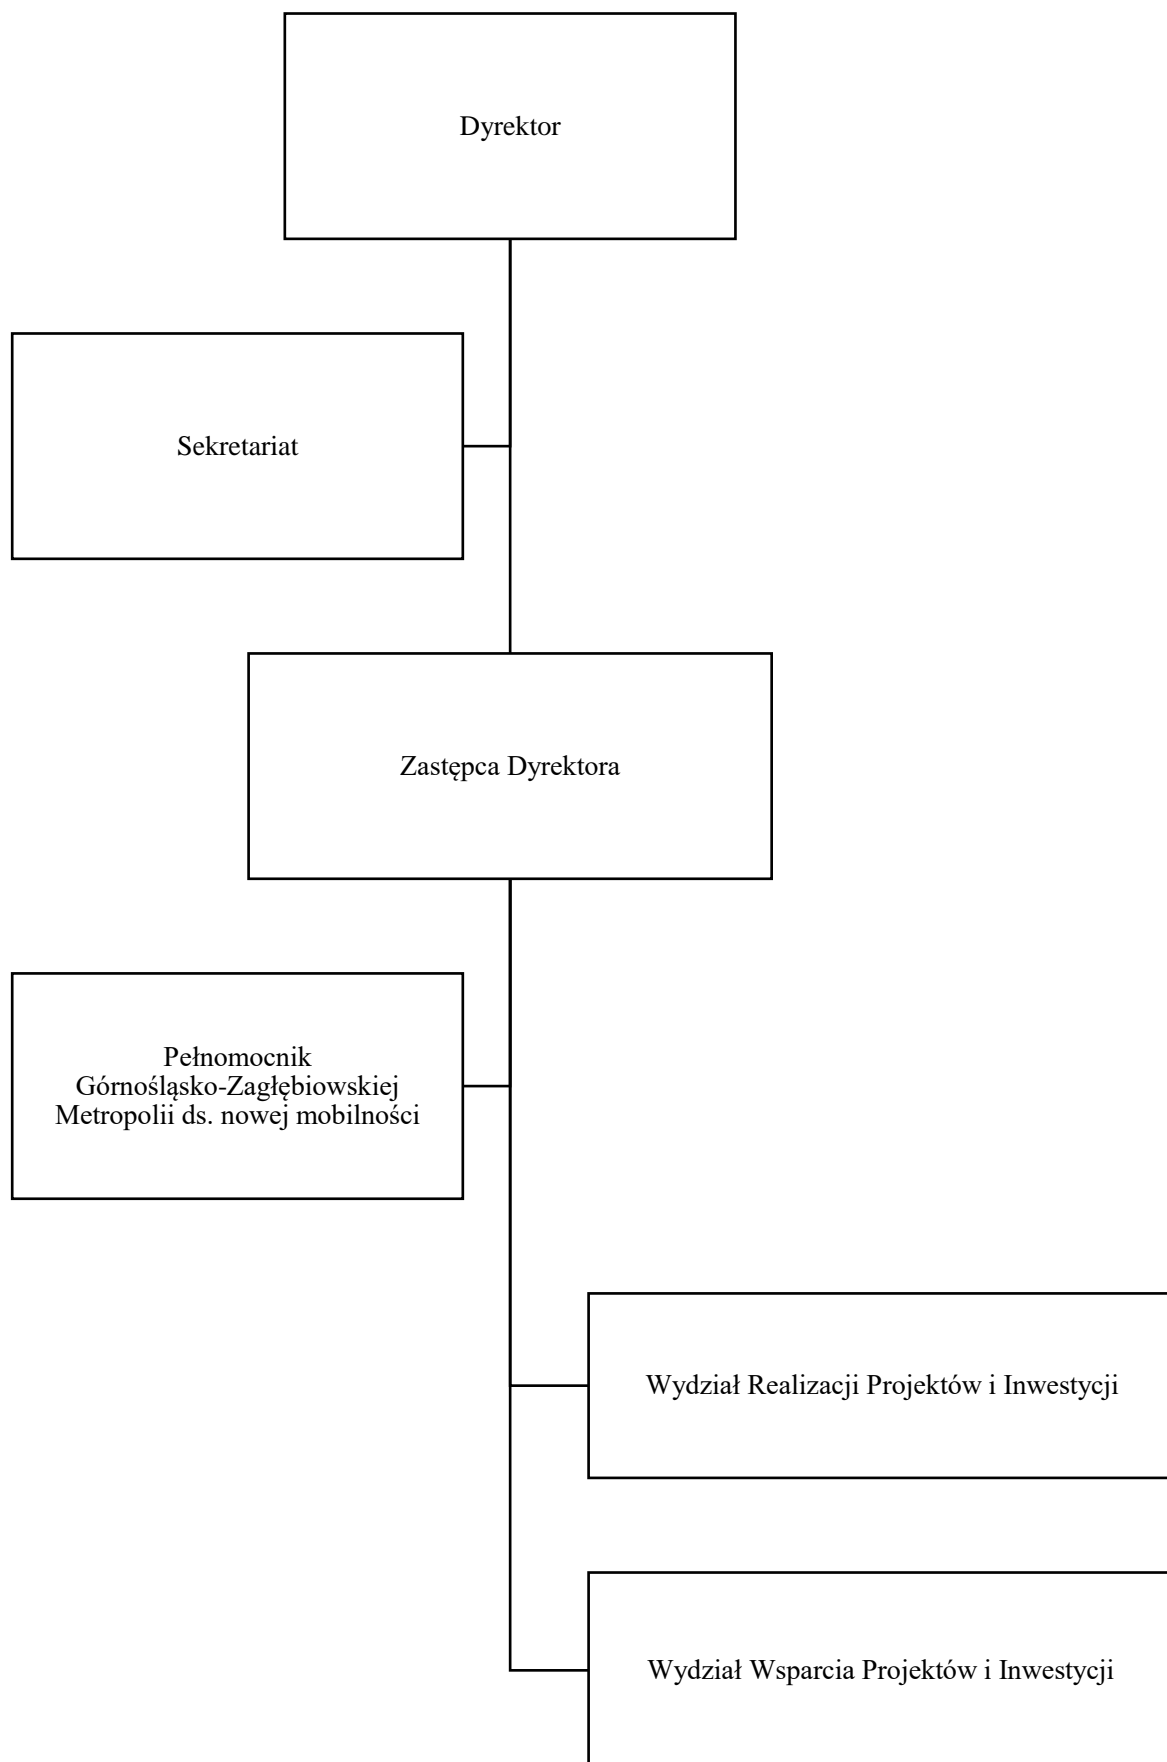 Dyrektor
Sekretariat
Zastępca Dyrektora
Pełnomocnik
Górnośląsko-Zagłębiowskiej
Metropolii ds. nowej mobilności
Wydział Realizacji Projektów i Inwestycji
Wydział Wsparcia Projektów i Inwestycji